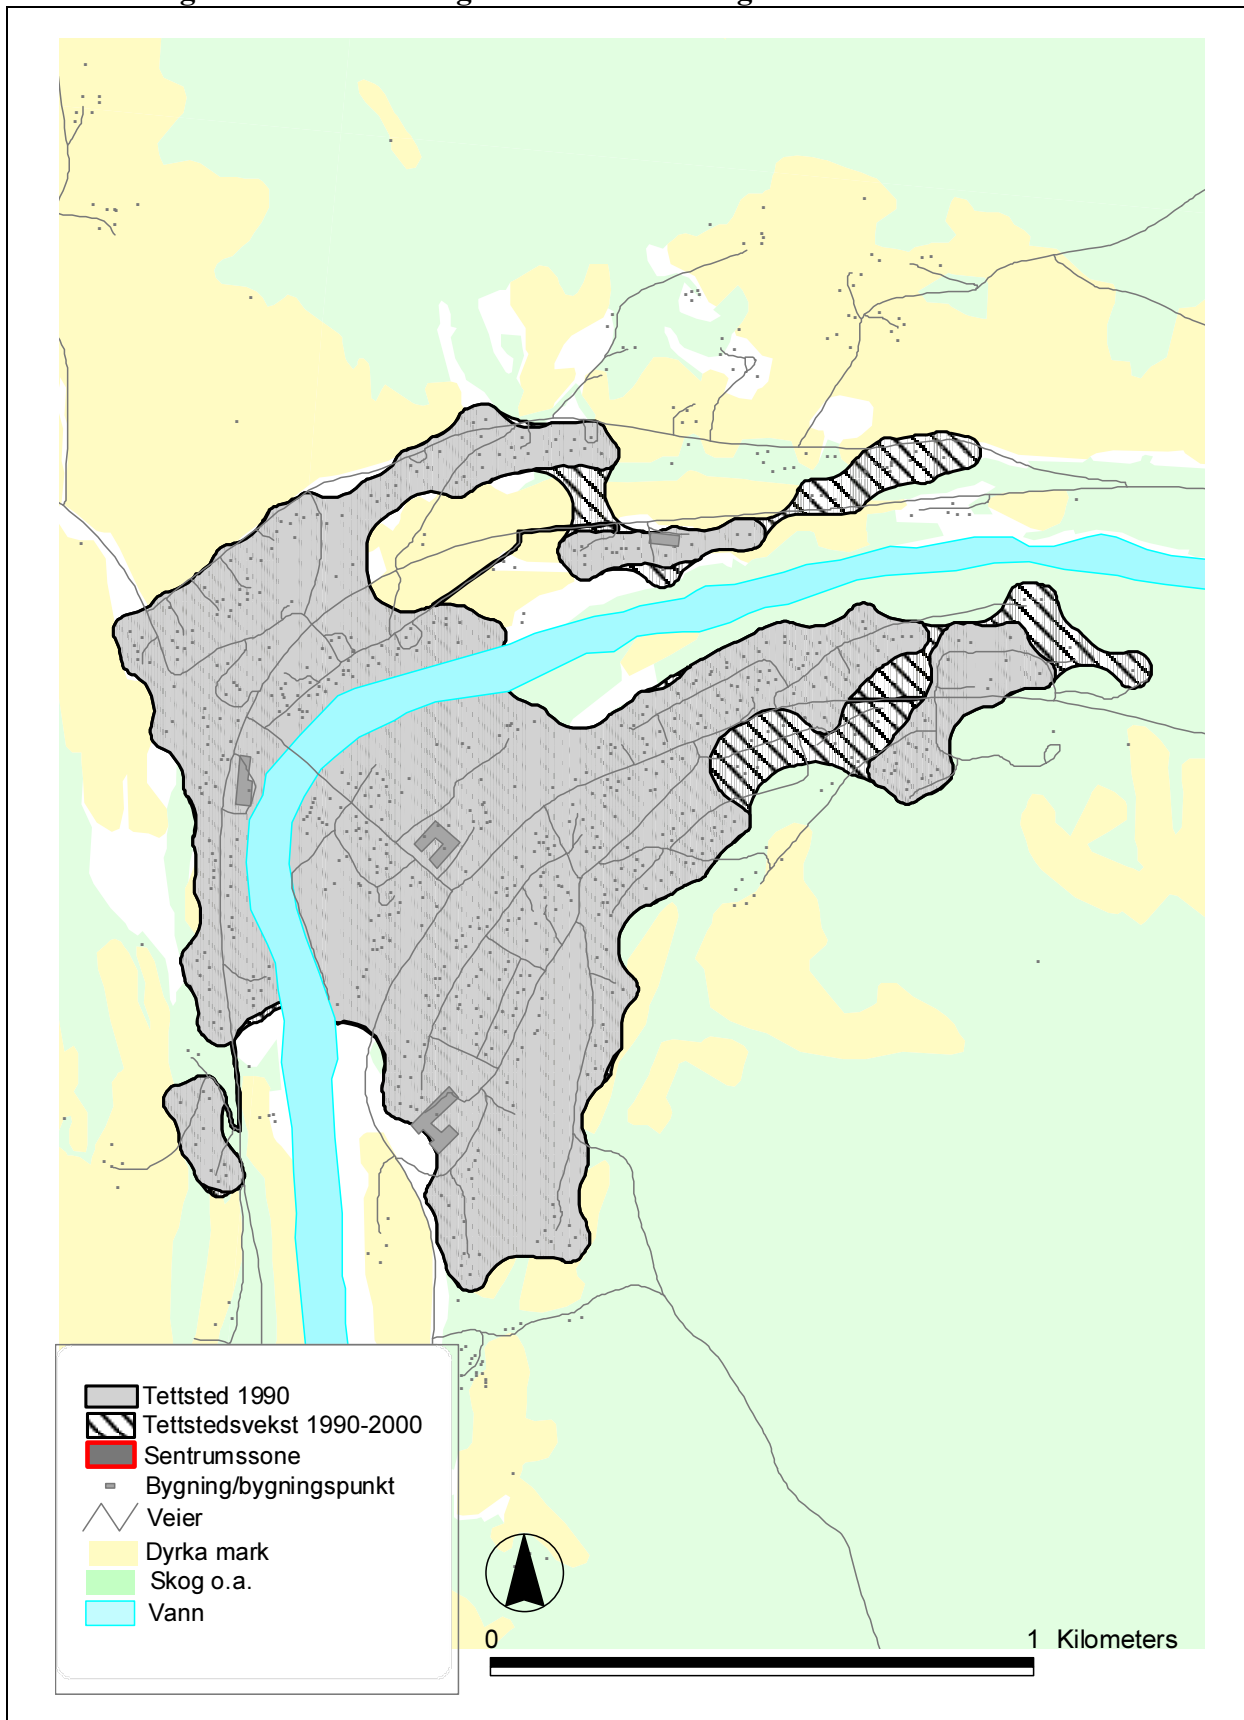 Tettsted 1990
Tettstedsvekst 1990-2000
Sentrumssone
Bygning/bygningspunkt
Veier
Dyrka mark
Skog o.a.
Vann
0 1 Kilometers